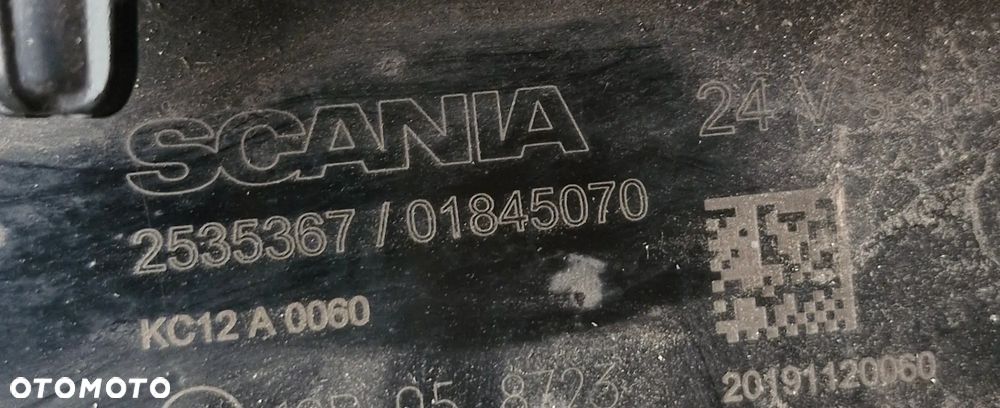 SCANIA
24 V
2535367 / 01845070
KC12 A 0060
20191120060
OTOMOTO